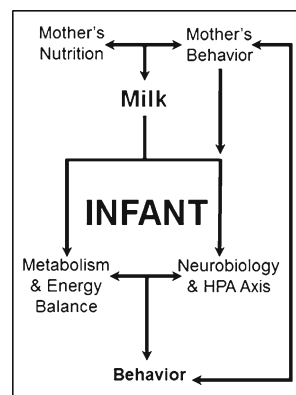 Mother's
Nutrition
Mother's
Behavior
Milk
INFANT
Metabolism
& Energy
Balance
Neurobiology
& HPA Axis
Behavior